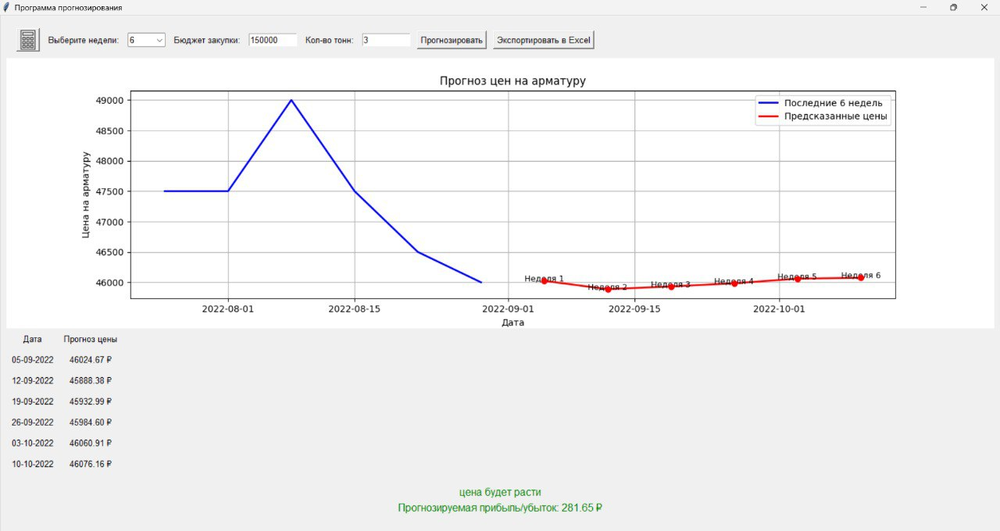 Программа прогнозирования
Выберите недели: 6 Бюджет закупки: 150000 Кол-во тонн: 3 Прогнозировать Экспортировать в Excel
Прогноз цен на арматуру
Последние 6 недель
Предсказанные цены
Цена на арматуру
49000
48500
48000
47500
47000
46500
46000
Неделя 1
Неделя 2
Неделя 3
Неделя 4
Неделя 5
Неделя 6
2022-08-01 2022-08-15 2022-09-01 2022-09-15 2022-10-01
Дата
Дата Прогноз цены
05-09-2022 46024.67 ₽
12-09-2022 45888.38 ₽
19-09-2022 45932.99 ₽
26-09-2022 45984.60 ₽
03-10-2022 46060.91 ₽
10-10-2022 46076.16 ₽
цена будет расти
Прогнозируемая прибыль/убыток: 281.65 ₽